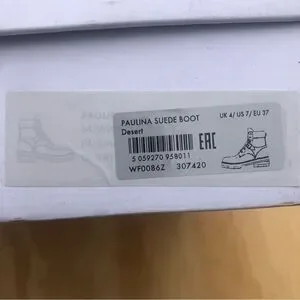 PAULINA SUEDE BOOT
Desert
UK 4/ US 7/ EU 37
EAC
5 059270 958011
WF0086Z 307420